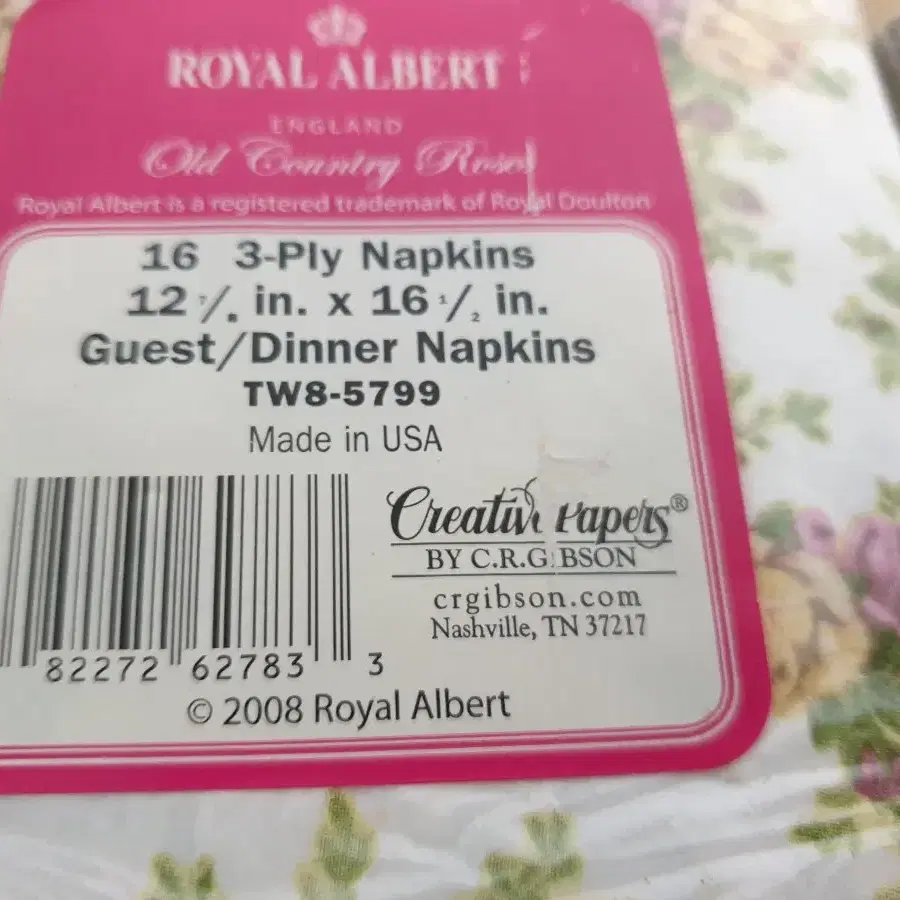 ROYAL ALBERT
ENGLAND
Old Country Roses
Royal Albert is a registered trademark of Royal Doulton
16 3-Ply Napkins
12 in. x 16 1/2 in.
Guest/Dinner Napkins
TW8-5799
Made in USA
Creative Papers®
BY C.R.GIBSON
crgibson.com
Nashville, TN 37217
82272 62783 3
© 2008 Royal Albert